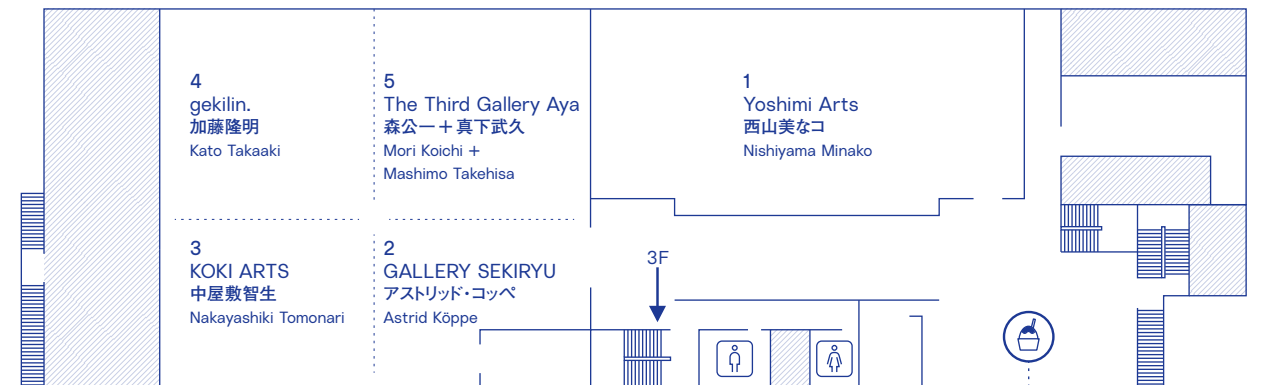 4
gekilin.
加藤隆明
Kato Takaaki
5
The Third Gallery Aya
森公一＋真下武久
Mori Koichi +
Mashimo Takehisa
1
Yoshimi Arts
西山美なコ
Nishiyama Minako
3
KOKI ARTS
中屋敷智生
Nakayashiki Tomonari
2
GALLERY SEKIRYU
アストリッド・コッペ
Astrid Köppe
3F